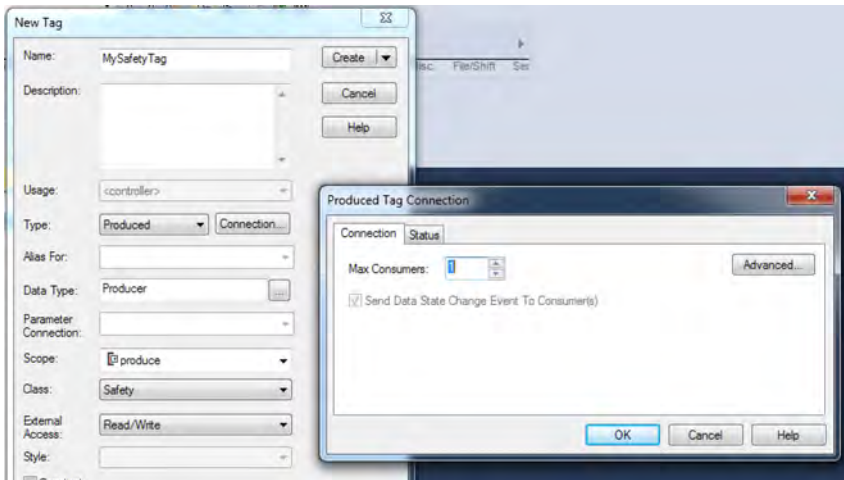 New Tag
Name:
MySafetyTag
Create
Description:
Cancel
Help
Usage:
<controller>
Type:
Produced
Connection...
Alias For:
Data Type:
Producer
...
Parameter
Connection:
Scope:
produce
Class:
Safety
External
Access:
Read/Write
Style:
File/Shift
Produced Tag Connection
Connection
Status
Max Consumers:
1
Advanced...
Send Data State Change Event To Consumer(s)
OK
Cancel
Help